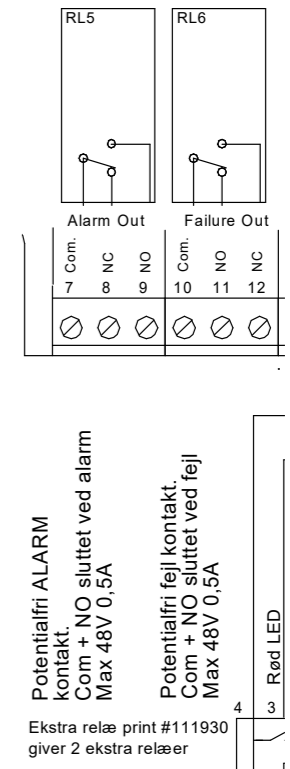 RL5
RL6
Alarm Out
Failure Out
Com.
NC
NO
Com.
NO
NC
7
8
9
10
11
12
Potentialfri ALARM
kontakt.
Com + NO sluttet ved alarm
Max 48V 0,5A
Potentialfri fejl kontakt.
Com + NO sluttet ved fejl
Max 48V 0,5A
Rød LED
4
3
Ekstra relæ print #111930
giver 2 ekstra relæer